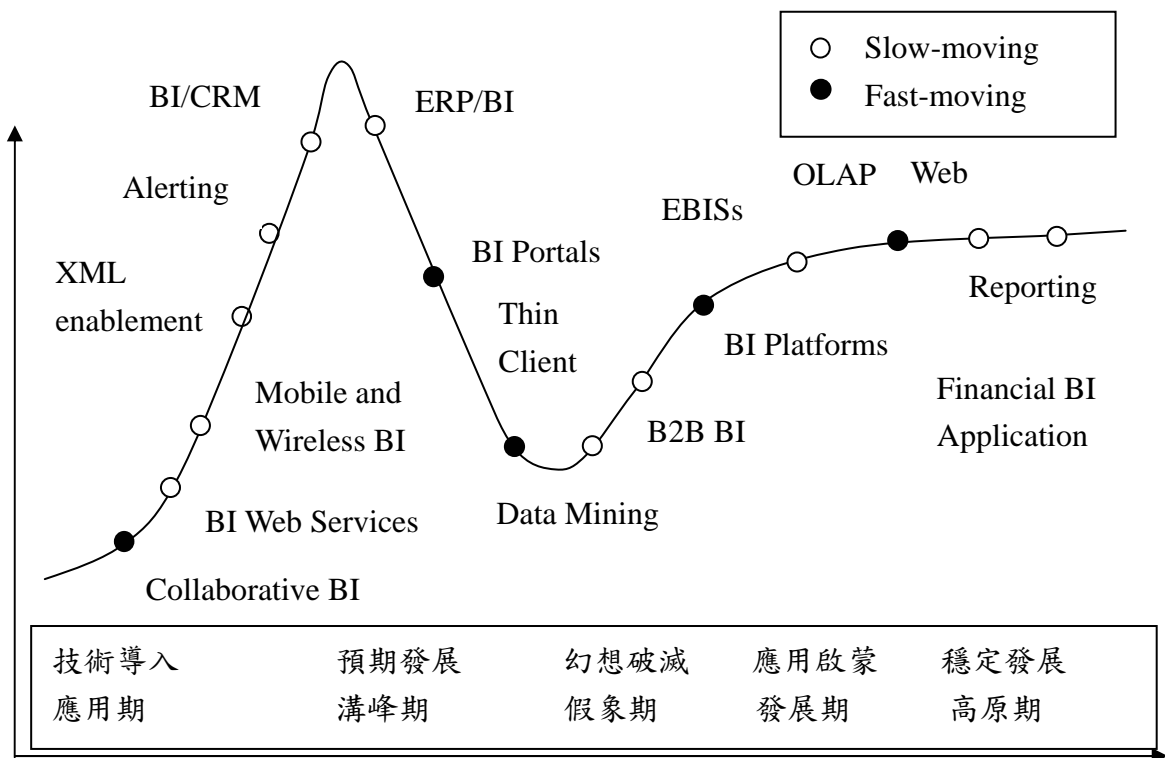 Slow-moving
Fast-moving
BI/CRM
ERP/BI
Alerting
OLAP
Web
EBISs
XML
enablement
BI Portals
Reporting
Thin
Client
BI Platforms
Mobile and
Wireless BI
B2B BI
Financial BI
Application
Data Mining
BI Web Services
Collaborative BI
技術導入 預期發展 幻想破滅 應用啟蒙 穩定發展
應用期 溝峰期 假象期 發展期 高原期